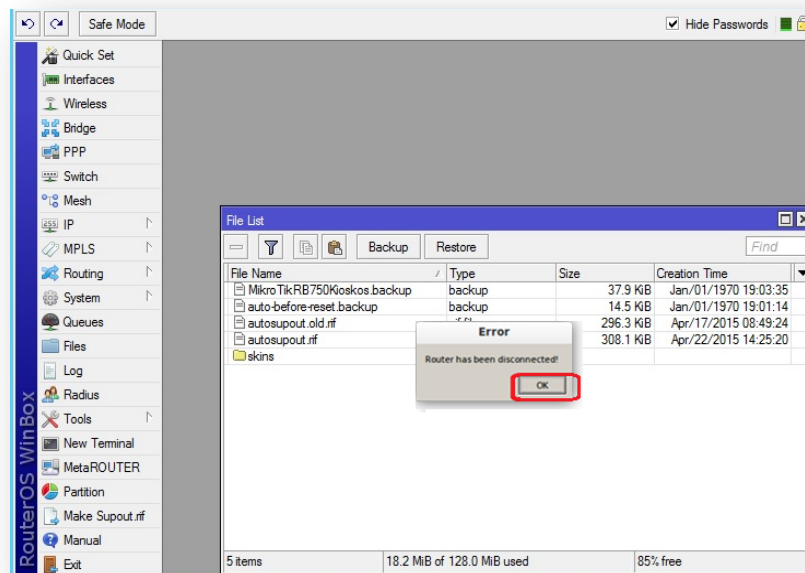 Safe Mode
Hide Passwords
Quick Set
Interfaces
Wireless
Bridge
PPP
Switch
Mesh
IP
MPLS
Routing
System
Queues
Files
Log
Radius
Tools
New Terminal
MetaROUTER
Partition
Make Supout.rif
Manual
Exit
RouterOS WinBox
File List
Backup Restore Find
File Name / Type Size Creation Time
MikroTikRB750Kioskos.backup backup 37.9 KiB Jan/01/1970 19:03:35
auto-before-reset.backup backup 14.5 KiB Jan/01/1970 19:01:14
autosupout.old.rif 296.3 KiB Apr/17/2015 08:49:24
autosupout.rif 308.1 KiB Apr/22/2015 14:25:20
skins
Error
Router has been disconnected!
OK
5 items 18.2 MiB of 128.0 MiB used 85% free